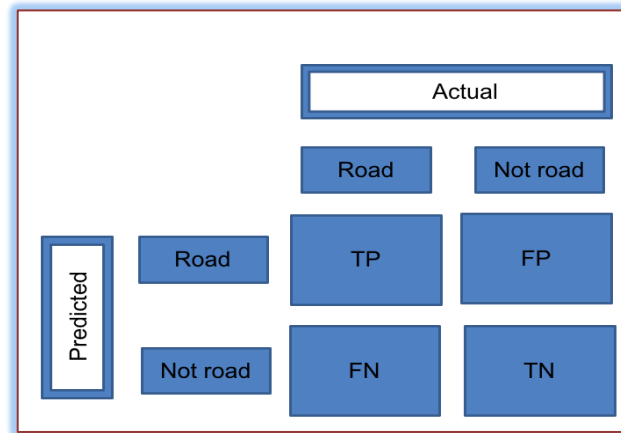 Actual
Road
Not road
Predicted
Road
TP
FP
Not road
FN
TN